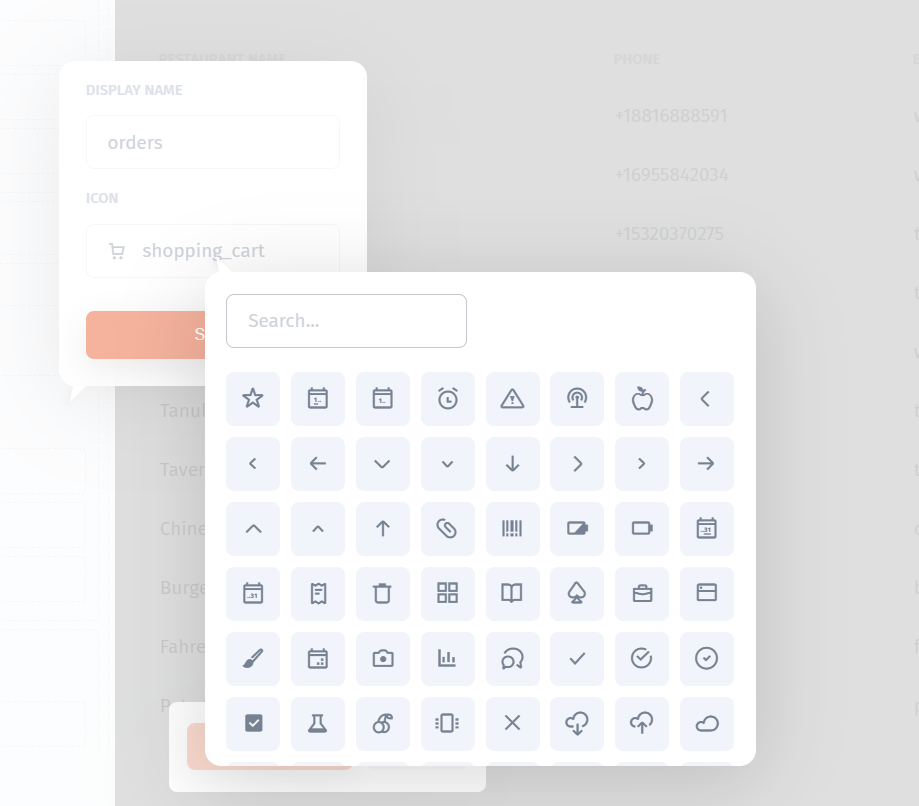 RESTAURANT NAME
PHONE
DISPLAY NAME
orders
+18816888591
+16955842034
ICON
shopping_cart
+15320370275
Search...
Tanul
Taver
Chine
Burge
Fahre